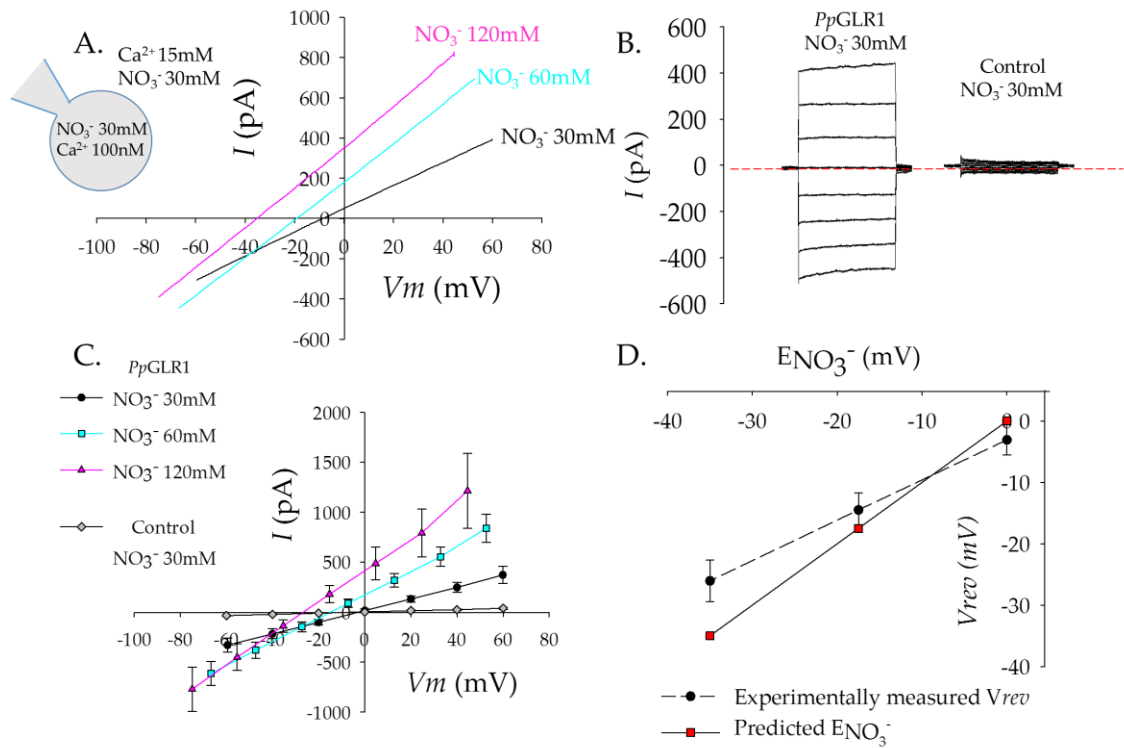 A.
Ca²⁺ 15mM
NO₃⁻ 30mM
NO₃⁻ 30mM
Ca²⁺ 100nM
I (pA)
1000
800
600
400
200
0
-200
-400
-600
-100 -80 -60 -40 -20 0 20 40 60 80
Vm (mV)
NO₃⁻ 120mM
NO₃⁻ 60mM
NO₃⁻ 30mM
B.
PpGLR1
NO₃⁻ 30mM
Control
NO₃⁻ 30mM
I (pA)
600
400
200
0
-200
-400
-600
C.
PpGLR1
NO₃⁻ 30mM
NO₃⁻ 60mM
NO₃⁻ 120mM
Control
NO₃⁻ 30mM
I (pA)
2000
1500
1000
500
0
-500
-1000
-100 -80 -60 -40 -20 0 20 40 60 80
Vm (mV)
D.
E_NO₃⁻ (mV)
-40 -20 0
0
-10
-20
-30
-40
Vrev (mV)
Experimentally measured Vrev
Predicted E_NO₃⁻